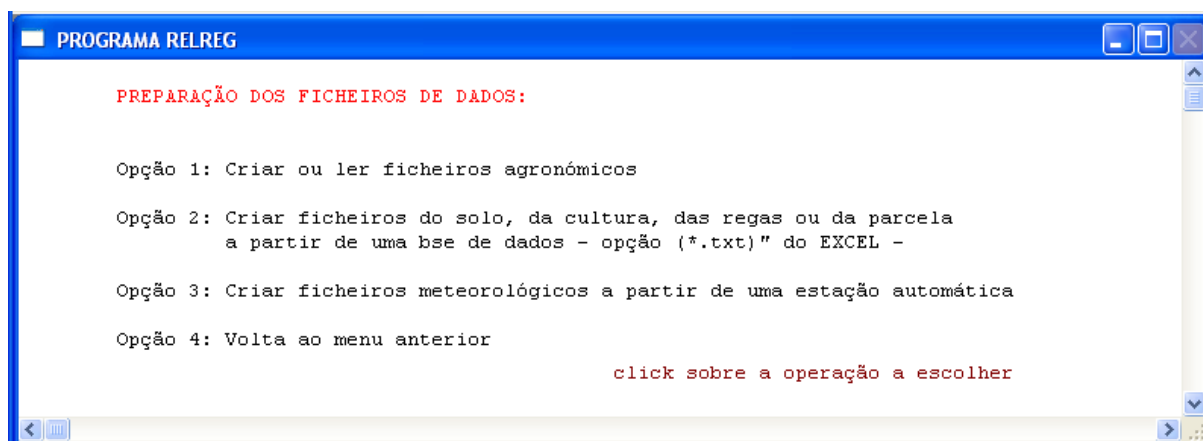 PROGRAMA RELREG
PREPARAÇÃO DOS FICHEIROS DE DADOS:
Opção 1: Criar ou ler ficheiros agronómicos
Opção 2: Criar ficheiros do solo, da cultura, das regas ou da parcela
a partir de uma bse de dados - opção (*.txt)" do EXCEL -
Opção 3: Criar ficheiros meteorológicos a partir de uma estação automática
Opção 4: Volta ao menu anterior
click sobre a operação a escolher